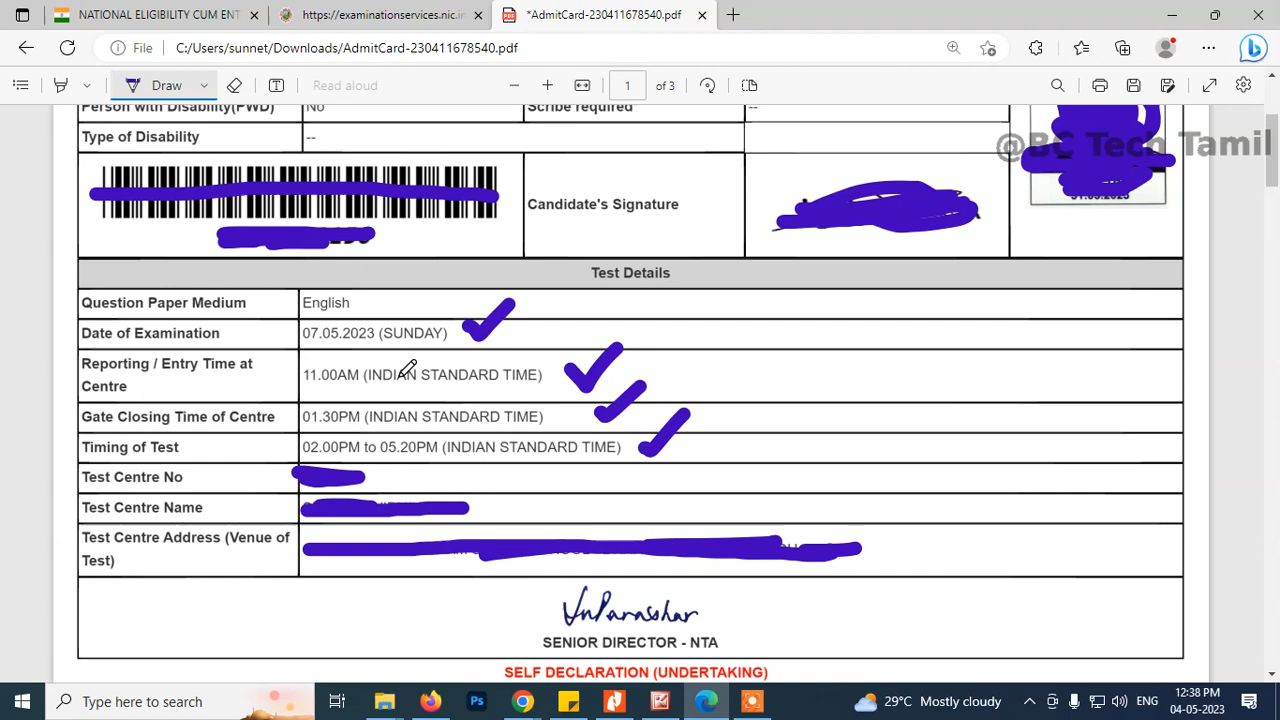 NATIONAL ELIGIBILITY CUM ENT
https://examinationservices.nic.in
*AdmitCard-230411678540.pdf
File
C:/Users/sunnet/Downloads/AdmitCard-230411678540.pdf
Draw
Read aloud
1
of 3
Person with Disability(PWD)
No
Scribe required
--
Type of Disability
--
@BC Tech Tamil
Candidate's Signature
Test Details
Question Paper Medium
English
Date of Examination
07.05.2023 (SUNDAY)
Reporting / Entry Time at
Centre
11.00AM (INDIAN STANDARD TIME)
Gate Closing Time of Centre
01.30PM (INDIAN STANDARD TIME)
Timing of Test
02.00PM to 05.20PM (INDIAN STANDARD TIME)
Test Centre No
Test Centre Name
Test Centre Address (Venue of
Test)
SENIOR DIRECTOR - NTA
SELF DECLARATION (UNDERTAKING)
Type here to search
Ps
29°C Mostly cloudy
ENG
12:38 PM
04-05-2023